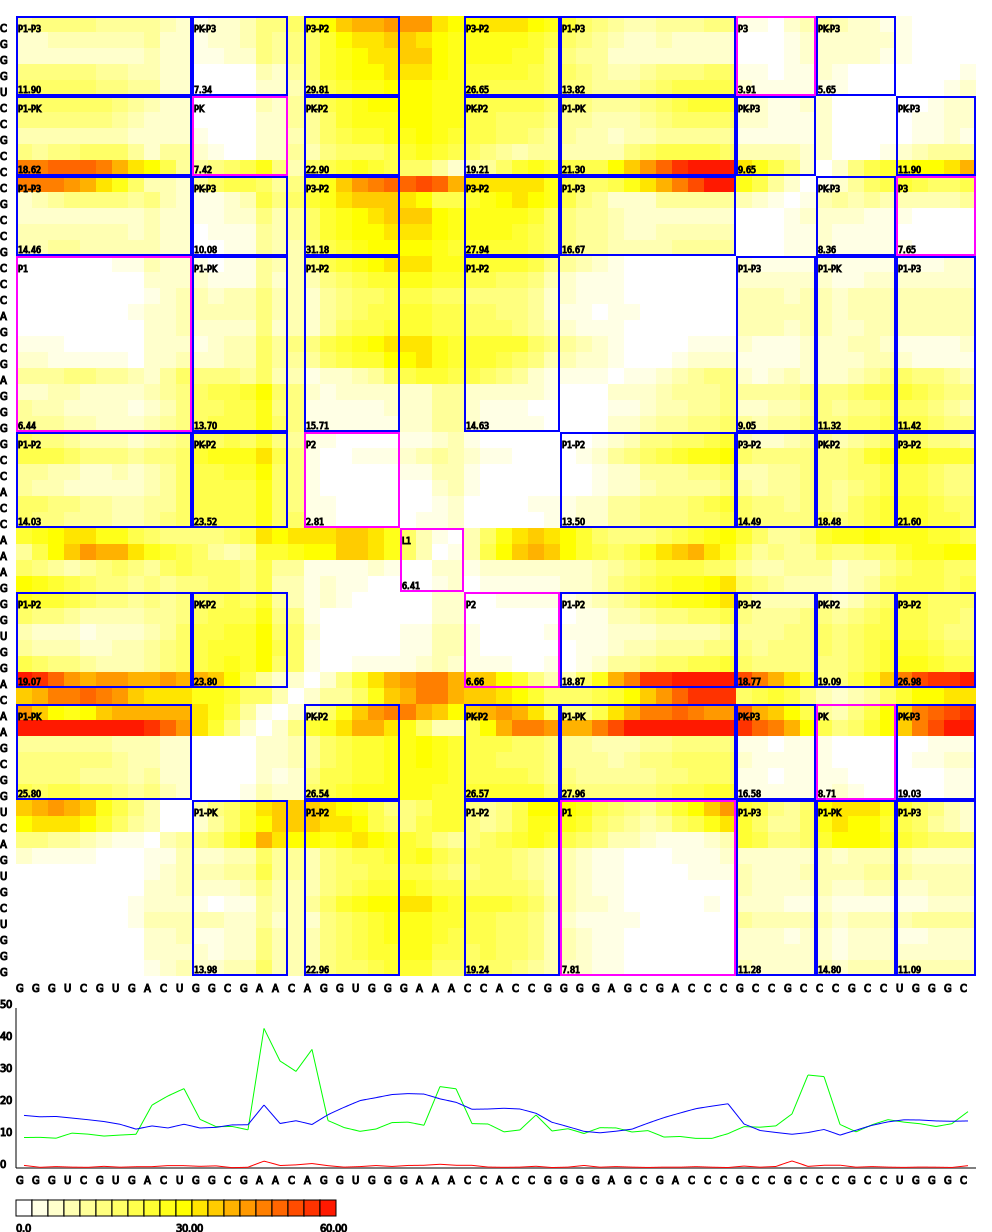 C P1-P3 PK-P3 P3-P2 P3-P2 P1-P3 P3 PK-P3
G
G
G
U 11.90 7.34 29.81 26.65 13.82 3.91 5.65
C P1-PK PK PK-P2 PK-P2 P1-PK PK-P3 PK-P3
C
G
C
C 18.62 7.42 22.90 19.21 21.30 9.65 11.90
C P1-P3 PK-P3 P3-P2 P3-P2 P1-P3 PK-P3 P3
G
C
C
G 14.46 10.08 31.18 27.94 16.67 8.36 7.65
C P1 P1-PK P1-P2 P1-P2 P1-P3 P1-PK P1-P3
C
C
A
G
C
G
A
G
G
G 6.44 13.70 15.71 14.63 9.05 11.32 11.42
G P1-P2 PK-P2 P2 P1-P2 P3-P2 PK-P2 P3-P2
C
C
A
C
C 14.03 23.52 2.81 13.50 14.49 18.48 21.60
A L1
A
A
G 6.41
G P1-P2 PK-P2 P2 P1-P2 P3-P2 PK-P2 P3-P2
G
U
G
G
A 19.07 23.80 6.66 18.87 18.77 19.09 26.98
C
A P1-PK PK-P2 PK-P2 P1-PK PK-P3 PK PK-P3
A
G
C
G
G 25.80 26.54 26.57 27.96 16.58 8.71 19.03
U P1-PK P1-P2 P1-P2 P1 P1-P3 P1-PK P1-P3
C
A
G
U
G
C
U
G
G
G 13.98 22.96 19.24 7.81 11.28 14.80 11.09
G G G U C G U G A C U G G C G A A C A G G U G G G A A A C C A C C G G G G A G C G A C C C G C C G C C C G C C U G G G C
50
40
30
20
10
0
G G G U C G U G A C U G G C G A A C A G G U G G G A A A C C A C C G G G G A G C G A C C C G C C G C C C G C C U G G G C
0.0 30.00 60.00